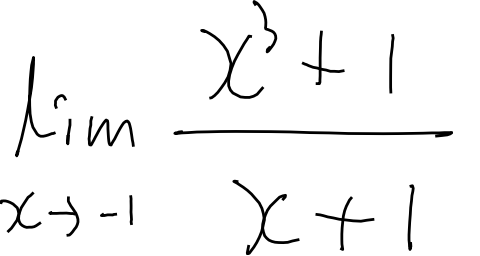 lim x³ + 1
x → -1 x + 1